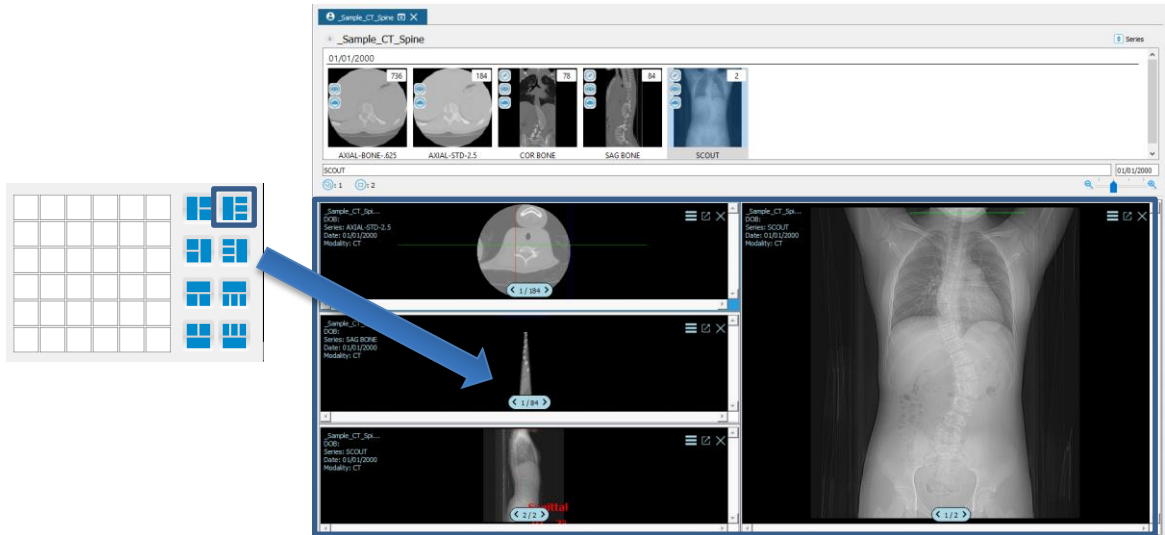 _Sample_CT_Spine
_Sample_CT_Spine
Series
01/01/2000
736
184
78
84
2
AXIAL-BONE-.625
AXIAL-STD-2.5
COR BONE
SAG BONE
SCOUT
SCOUT
01/01/2000
: 1
: 2
_Sample_CT_Spi...
DOB:
Series: AXIAL-STD-2.5
Date: 01/01/2000
Modality: CT
1 / 184
_Sample_CT_Spi...
DOB:
Series: SAG BONE
Date: 01/01/2000
Modality: CT
1 / 84
_Sample_CT_Spi...
DOB:
Series: SCOUT
Date: 01/01/2000
Modality: CT
2 / 2
_Sample_CT_Spi...
DOB:
Series: SCOUT
Date: 01/01/2000
Modality: CT
1 / 2